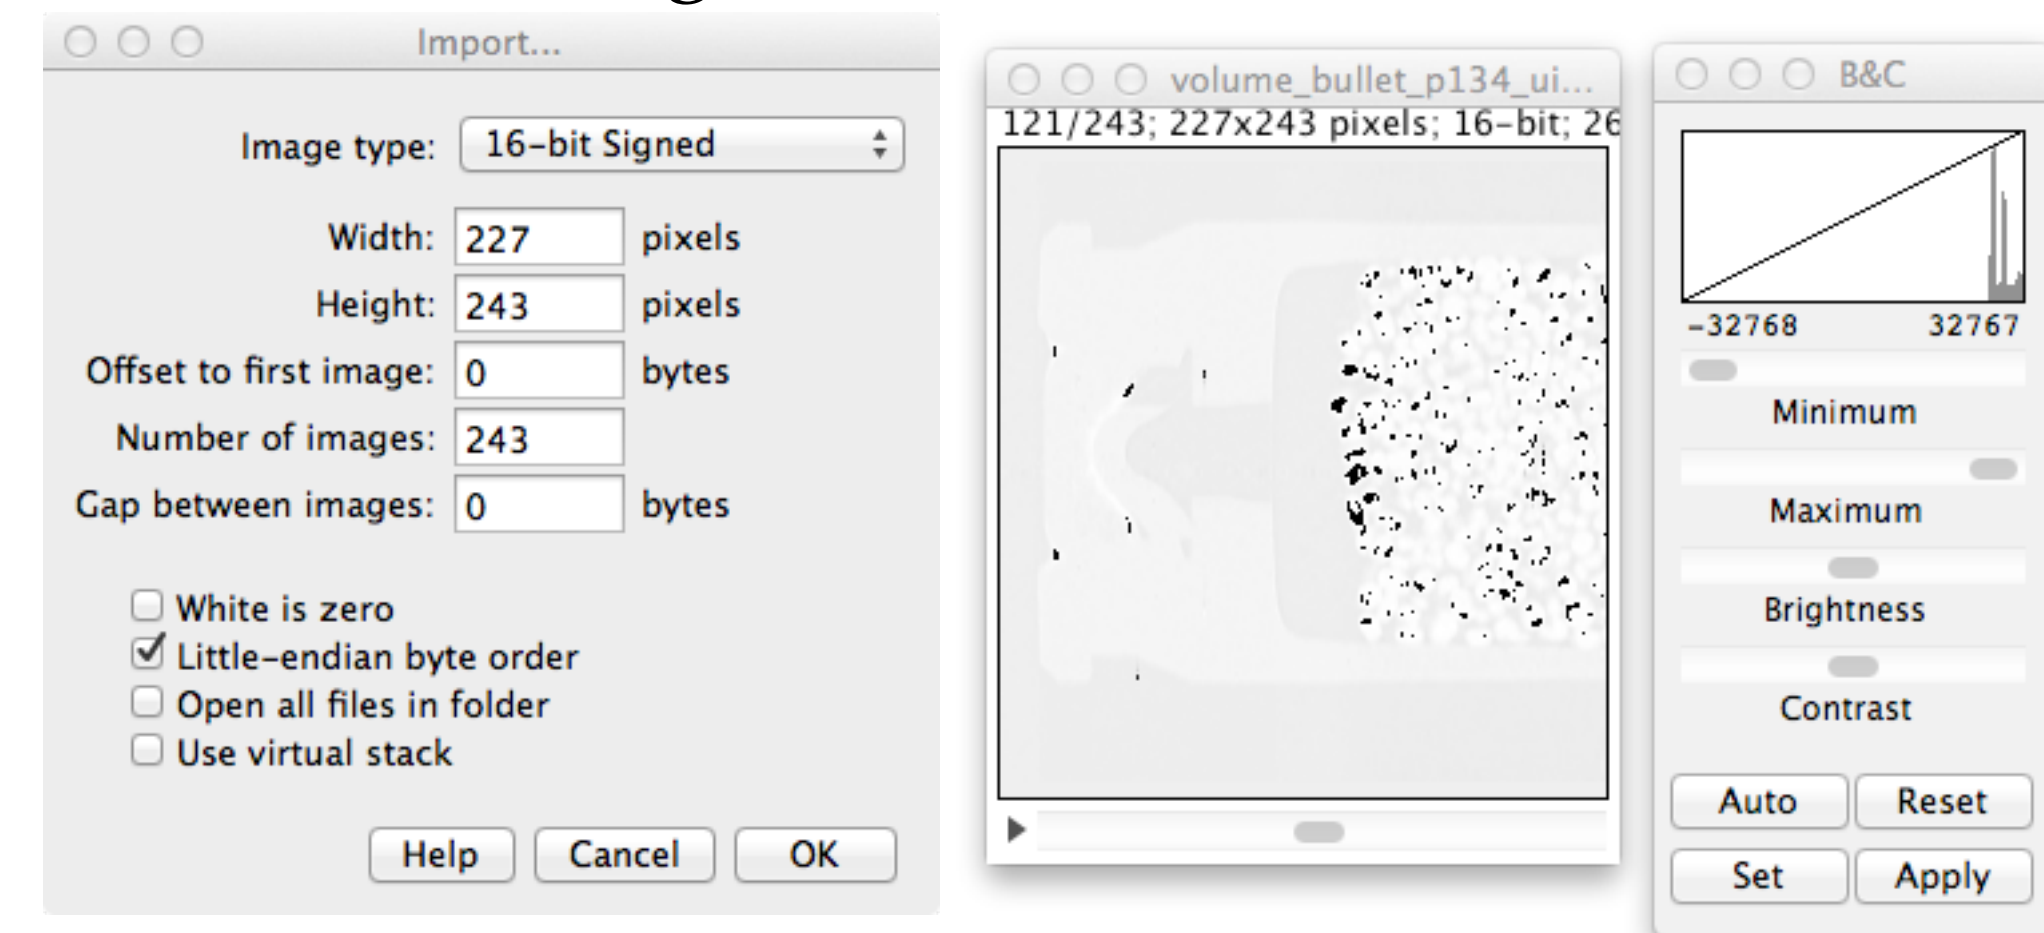 Import...
Image type: 16-bit Signed
Width: 227 pixels
Height: 243 pixels
Offset to first image: 0 bytes
Number of images: 243
Gap between images: 0 bytes
White is zero
Little-endian byte order
Open all files in folder
Use virtual stack
Help Cancel OK
volume_bullet_p134_ui...
121/243; 227x243 pixels; 16-bit; 26
B&C
-32768 32767
Minimum
Maximum
Brightness
Contrast
Auto Reset
Set Apply